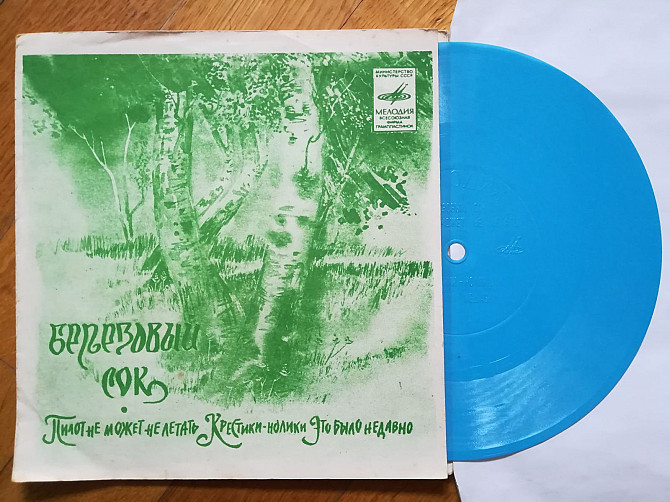 МИНИСТЕРСТВО
КУЛЬТУРЫ СССР
МЕЛОДИЯ
ВСЕСОЮЗНАЯ
ФИРМА
ГРАМПЛАСТИНОК
БЕРЕЗОВЫЙ
СОК
Пилот не может не летать Крестики-нолики Это было недавно